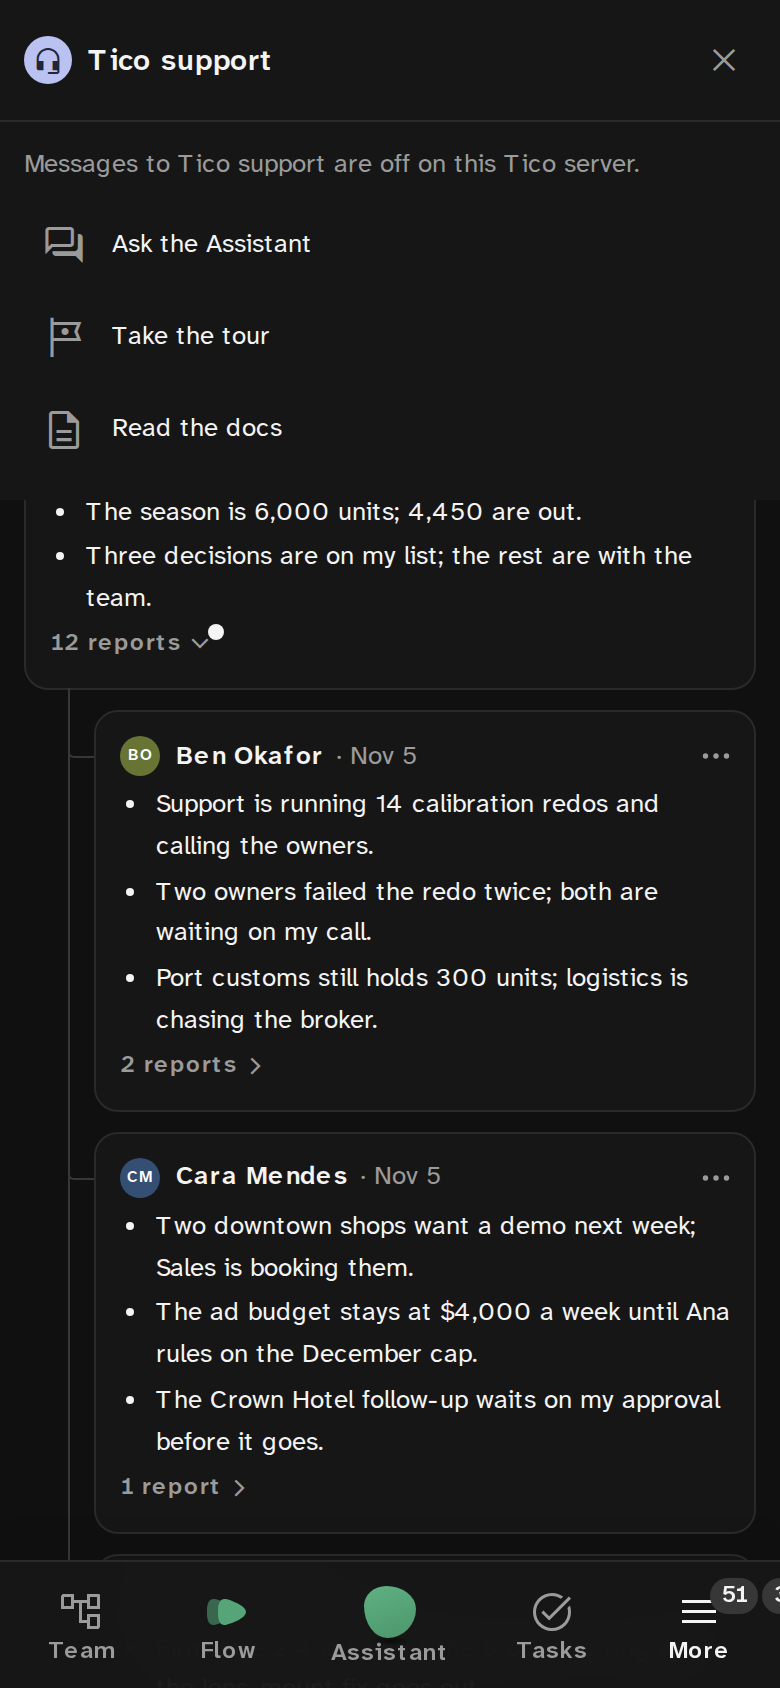 Tico support
Messages to Tico support are off on this Tico server.
Ask the Assistant
Take the tour
Read the docs
• The season is 6,000 units; 4,450 are out.
• Three decisions are on my list; the rest are with the
team.
12 reports
BO Ben Okafor · Nov 5
• Support is running 14 calibration redos and
calling the owners.
• Two owners failed the redo twice; both are
waiting on my call.
• Port customs still holds 300 units; logistics is
chasing the broker.
2 reports
CM Cara Mendes · Nov 5
• Two downtown shops want a demo next week;
Sales is booking them.
• The ad budget stays at $4,000 a week until Ana
rules on the December cap.
• The Crown Hotel follow-up waits on my approval
before it goes.
1 report
51
Team Flow Assistant Tasks More